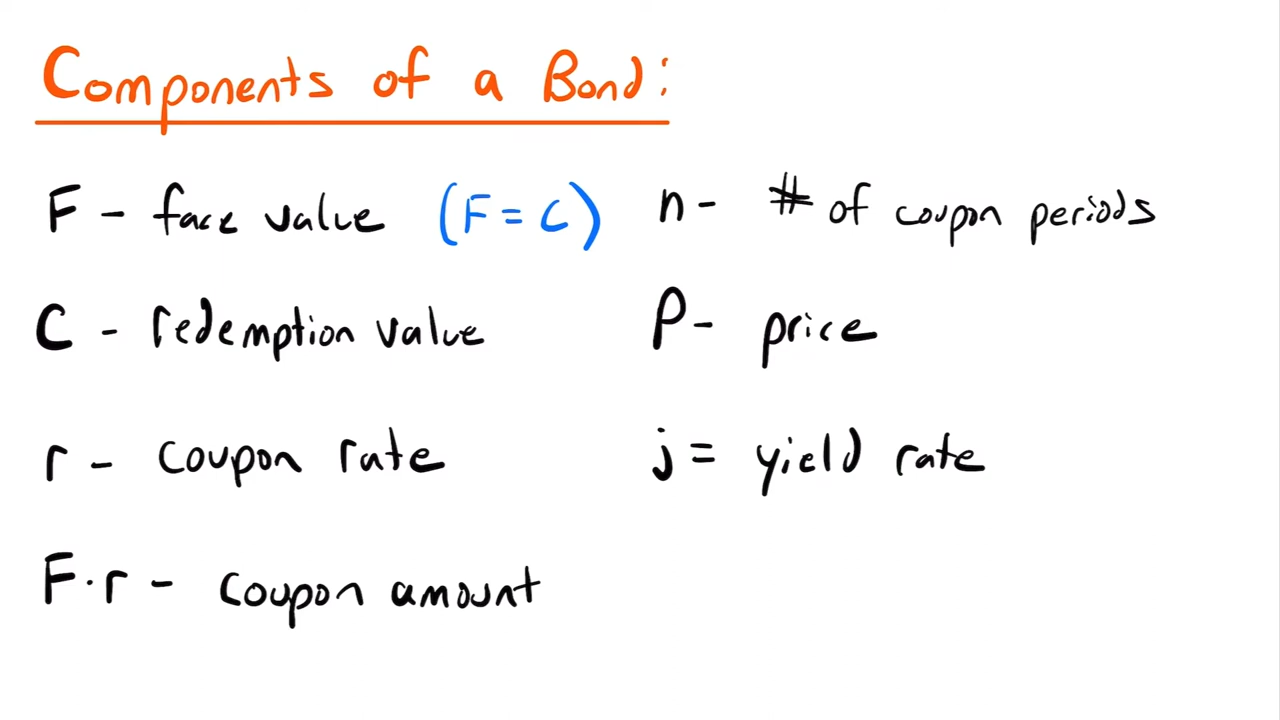 Components of a Bond:
F - face value (F = C)
C - redemption value
r - coupon rate
F·r - coupon amount
n - # of coupon periods
P - price
j = yield rate